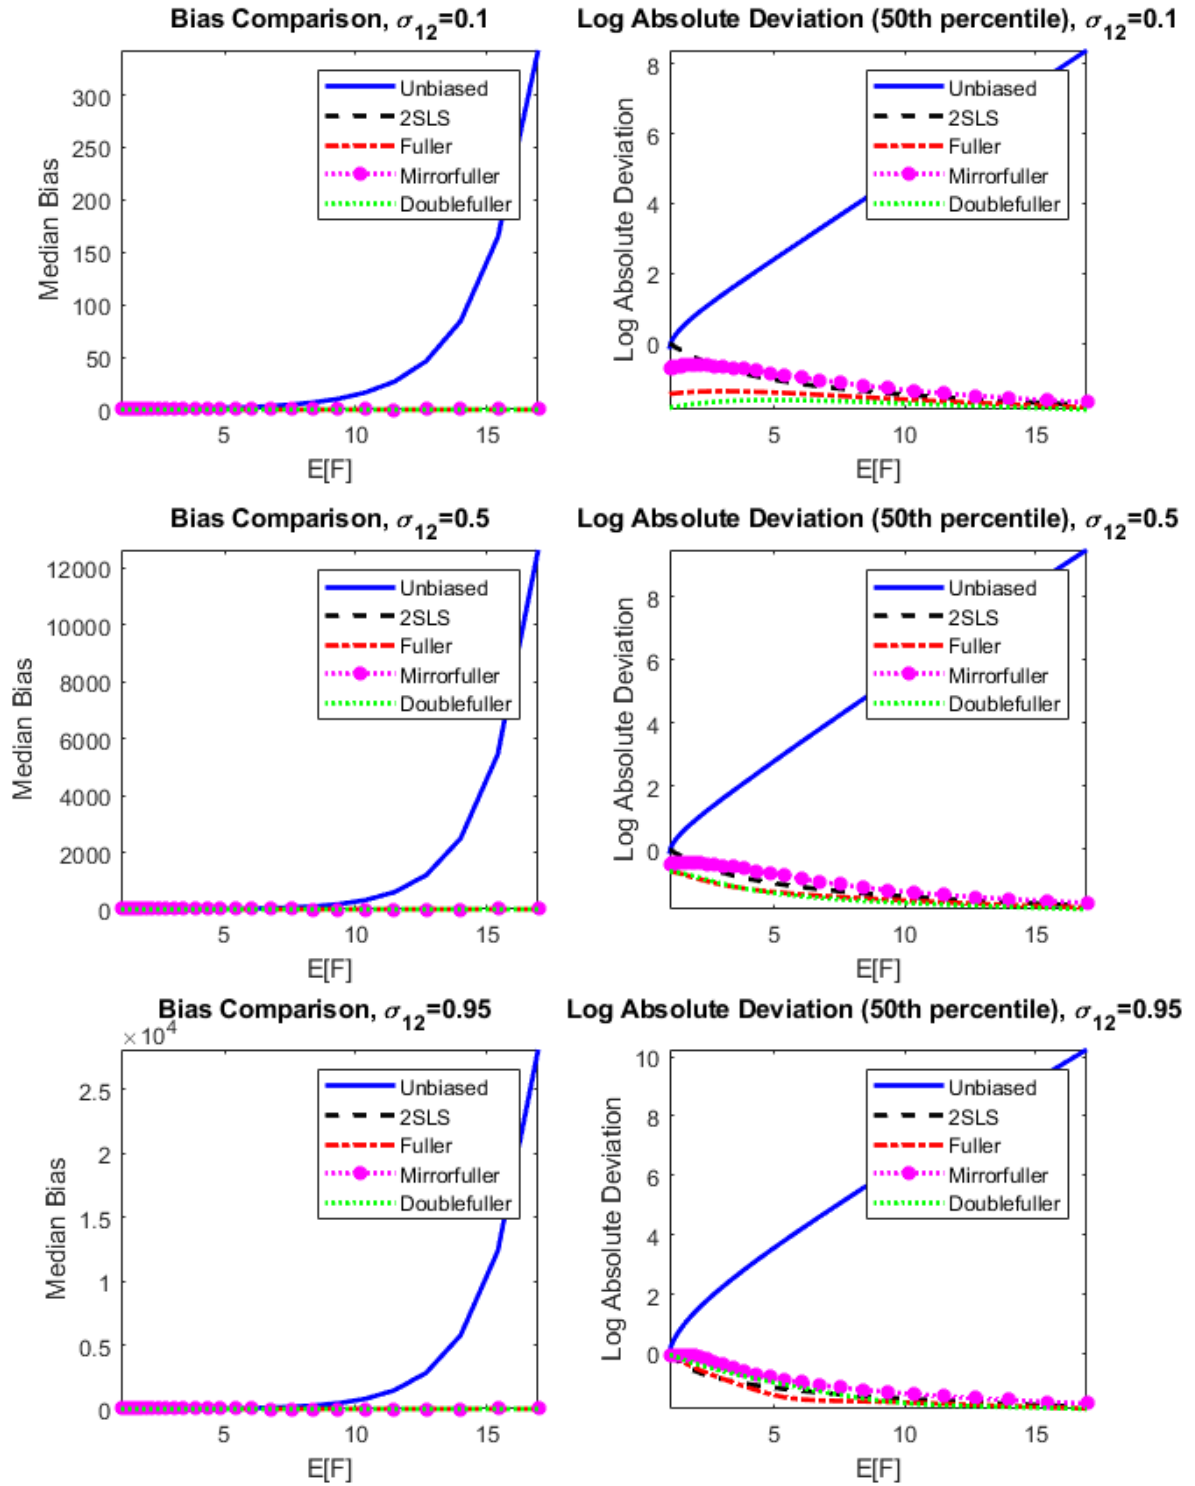 Bias Comparison, σ12=0.1
Median Bias
300
250
200
150
100
50
0
5 10 15
E[F]
Unbiased
2SLS
Fuller
Mirrorfuller
Doublefuller
Log Absolute Deviation (50th percentile), σ12=0.1
Log Absolute Deviation
8
6
4
2
0
5 10 15
E[F]
Unbiased
2SLS
Fuller
Mirrorfuller
Doublefuller
Bias Comparison, σ12=0.5
Median Bias
12000
10000
8000
6000
4000
2000
0
5 10 15
E[F]
Unbiased
2SLS
Fuller
Mirrorfuller
Doublefuller
Log Absolute Deviation (50th percentile), σ12=0.5
Log Absolute Deviation
8
6
4
2
0
5 10 15
E[F]
Unbiased
2SLS
Fuller
Mirrorfuller
Doublefuller
Bias Comparison, σ12=0.95
×10^4
Median Bias
2.5
2
1.5
1
0.5
0
5 10 15
E[F]
Unbiased
2SLS
Fuller
Mirrorfuller
Doublefuller
Log Absolute Deviation (50th percentile), σ12=0.95
Log Absolute Deviation
10
8
6
4
2
0
5 10 15
E[F]
Unbiased
2SLS
Fuller
Mirrorfuller
Doublefuller